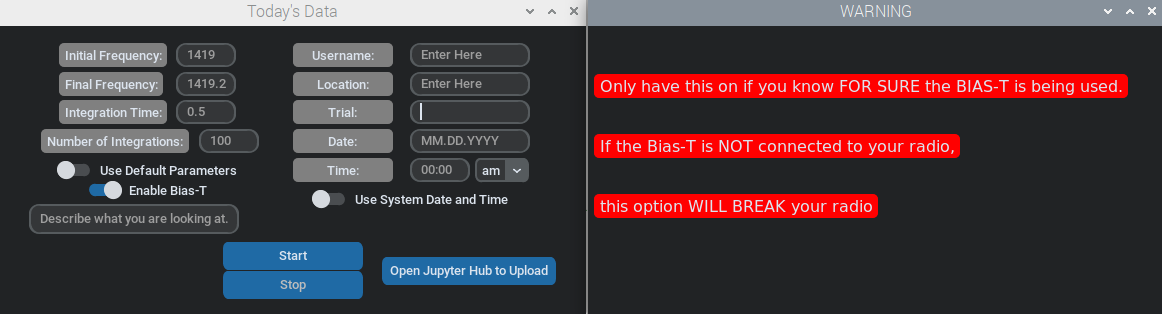 Today's Data
Initial Frequency: 1419
Final Frequency: 1419.2
Integration Time: 0.5
Number of Integrations: 100
Use Default Parameters
Enable Bias-T
Describe what you are looking at.
Username: Enter Here
Location: Enter Here
Trial:
Date: MM.DD.YYYY
Time: 00:00 am
Use System Date and Time
Start
Stop
Open Jupyter Hub to Upload
WARNING
Only have this on if you know FOR SURE the BIAS-T is being used.
If the Bias-T is NOT connected to your radio,
this option WILL BREAK your radio